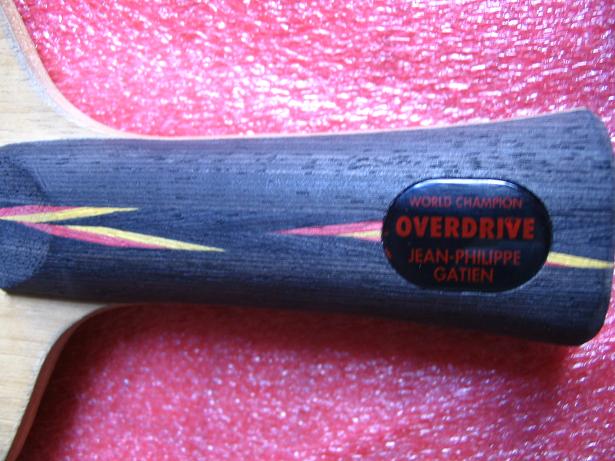 WORLD CHAMPION
OVERDRIVE
JEAN-PHILIPPE
GATIEN